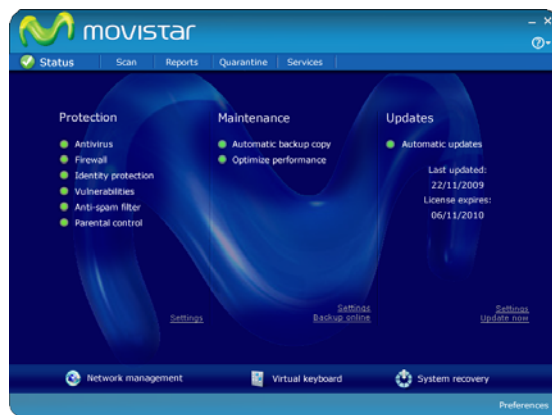 movistar
Status Scan Reports Quarantine Services
Protection
Antivirus
Firewall
Identity protection
Vulnerabilities
Anti-spam filter
Parental control
Settings
Maintenance
Automatic backup copy
Optimize performance
Settings
Backup online
Updates
Automatic updates
Last updated:
22/11/2009
License expires:
06/11/2010
Settings
Update now
Network management Virtual keyboard System recovery
Preferences